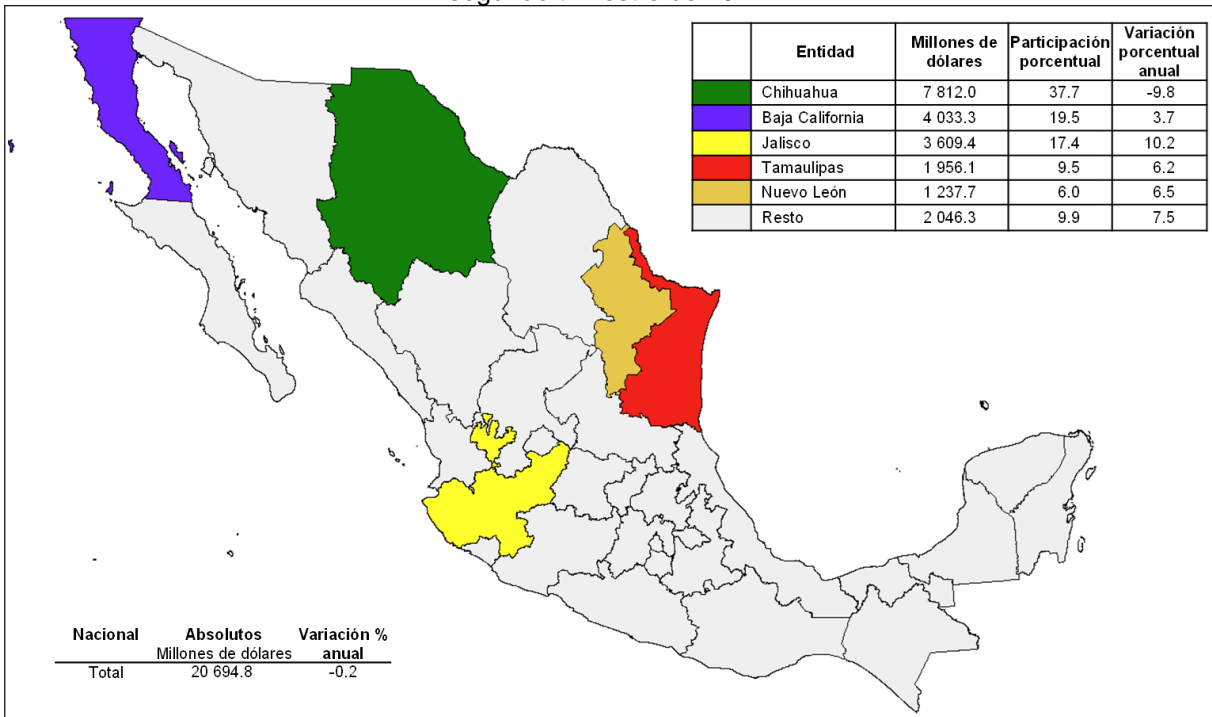 Entidad Millones de dólares Participación porcentual Variación porcentual anual
Chihuahua 7 812.0 37.7 -9.8
Baja California 4 033.3 19.5 3.7
Jalisco 3 609.4 17.4 10.2
Tamaulipas 1 956.1 9.5 6.2
Nuevo León 1 237.7 6.0 6.5
Resto 2 046.3 9.9 7.5
Nacional Absolutos Variación %
Millones de dólares anual
Total 20 694.8 -0.2